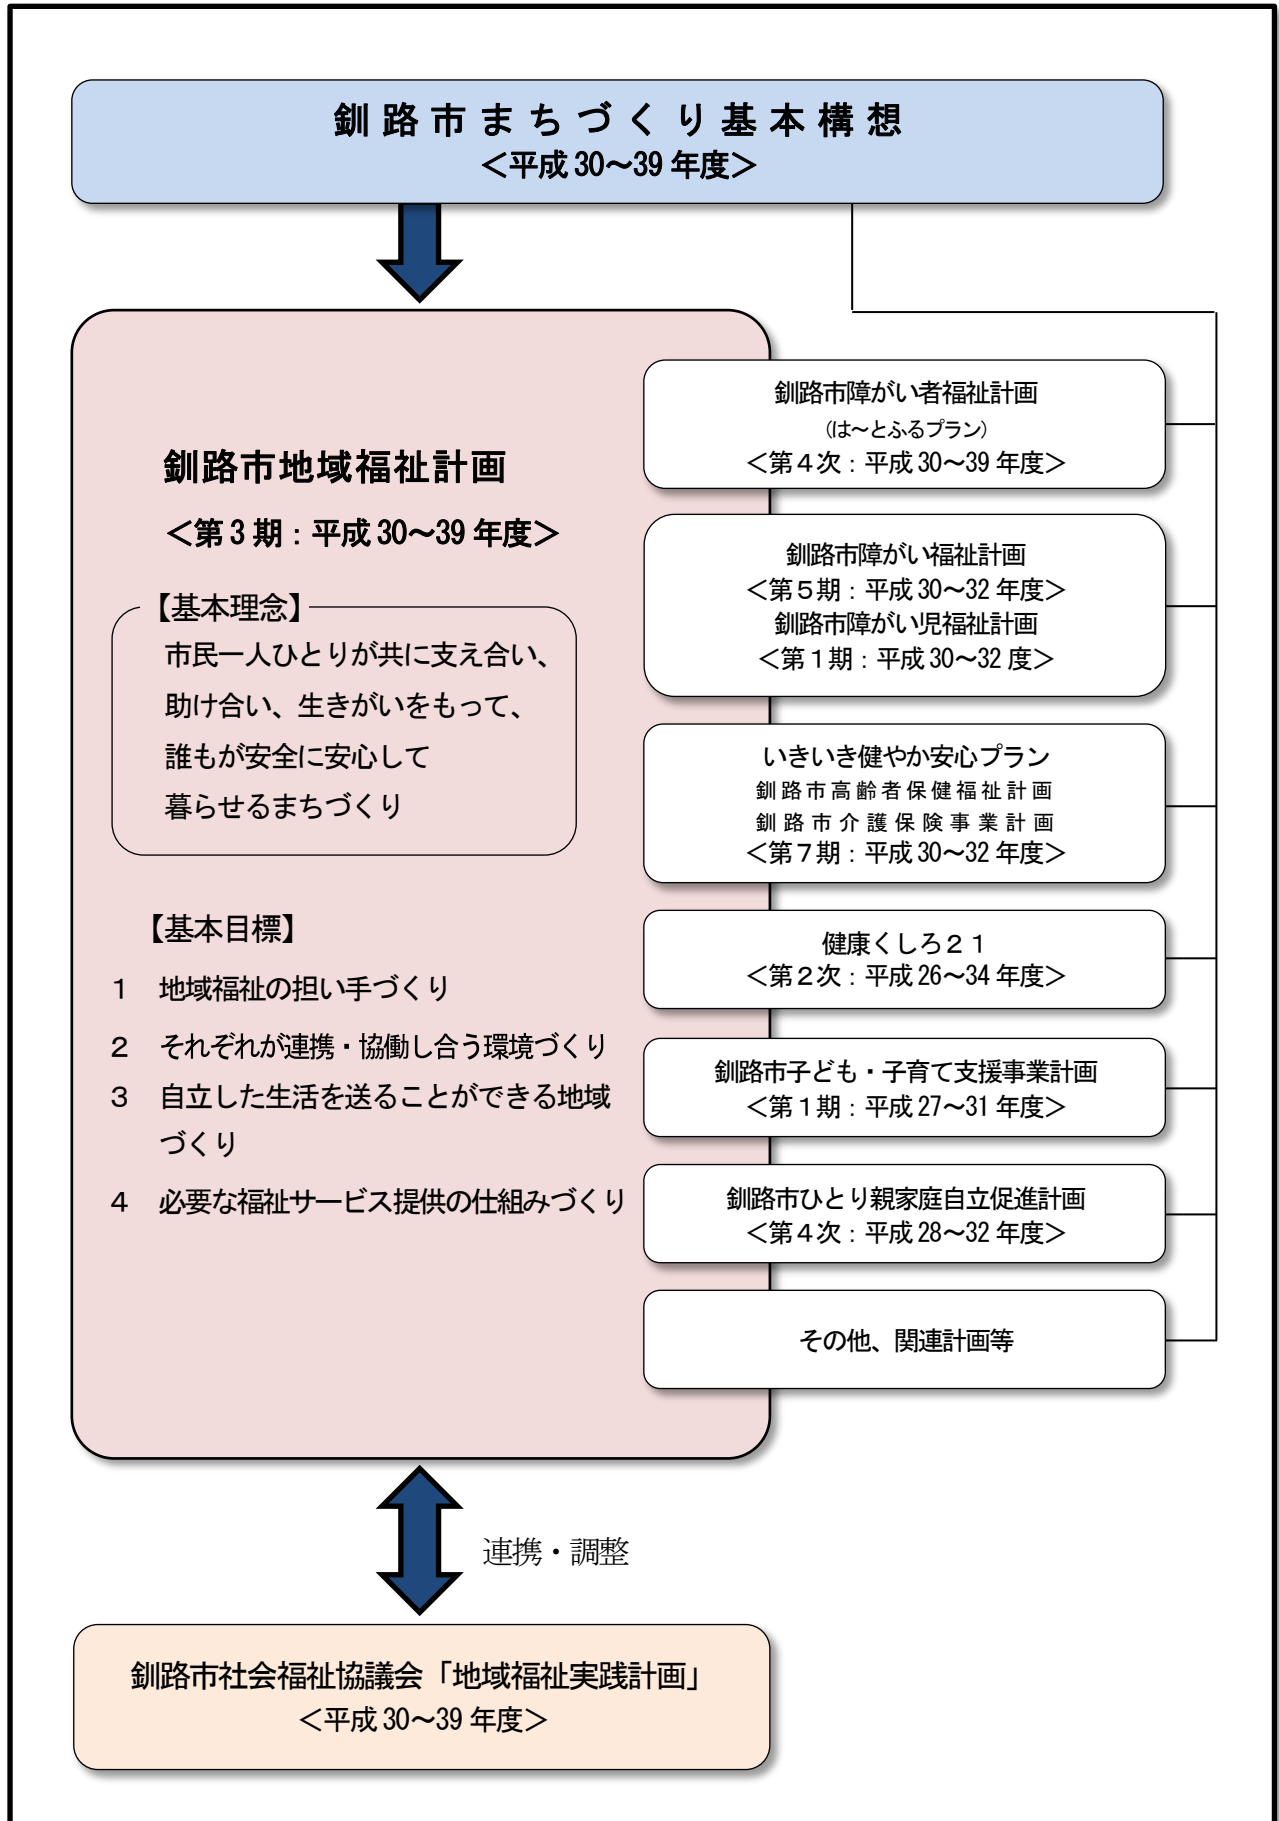 釧路市まちづくり基本構想
＜平成30～39年度＞
釧路市地域福祉計画
＜第3期：平成30～39年度＞
【基本理念】
市民一人ひとりが共に支え合い、
助け合い、生きがいをもって、
誰もが安全に安心して
暮らせるまちづくり
【基本目標】
1　地域福祉の担い手づくり
2　それぞれが連携・協働し合う環境づくり
3　自立した生活を送ることができる地域
づくり
4　必要な福祉サービス提供の仕組みづくり
釧路市障がい者福祉計画
（は～とふるプラン）
＜第４次：平成30～39年度＞
釧路市障がい福祉計画
＜第５期：平成30～32年度＞
釧路市障がい児福祉計画
＜第１期：平成30～32度＞
いきいき健やか安心プラン
釧路市高齢者保健福祉計画
釧路市介護保険事業計画
＜第７期：平成30～32年度＞
健康くしろ２１
＜第２次：平成26～34年度＞
釧路市子ども・子育て支援事業計画
＜第１期：平成27～31年度＞
釧路市ひとり親家庭自立促進計画
＜第４次：平成28～32年度＞
その他、関連計画等
連携・調整
釧路市社会福祉協議会「地域福祉実践計画」
＜平成30～39年度＞